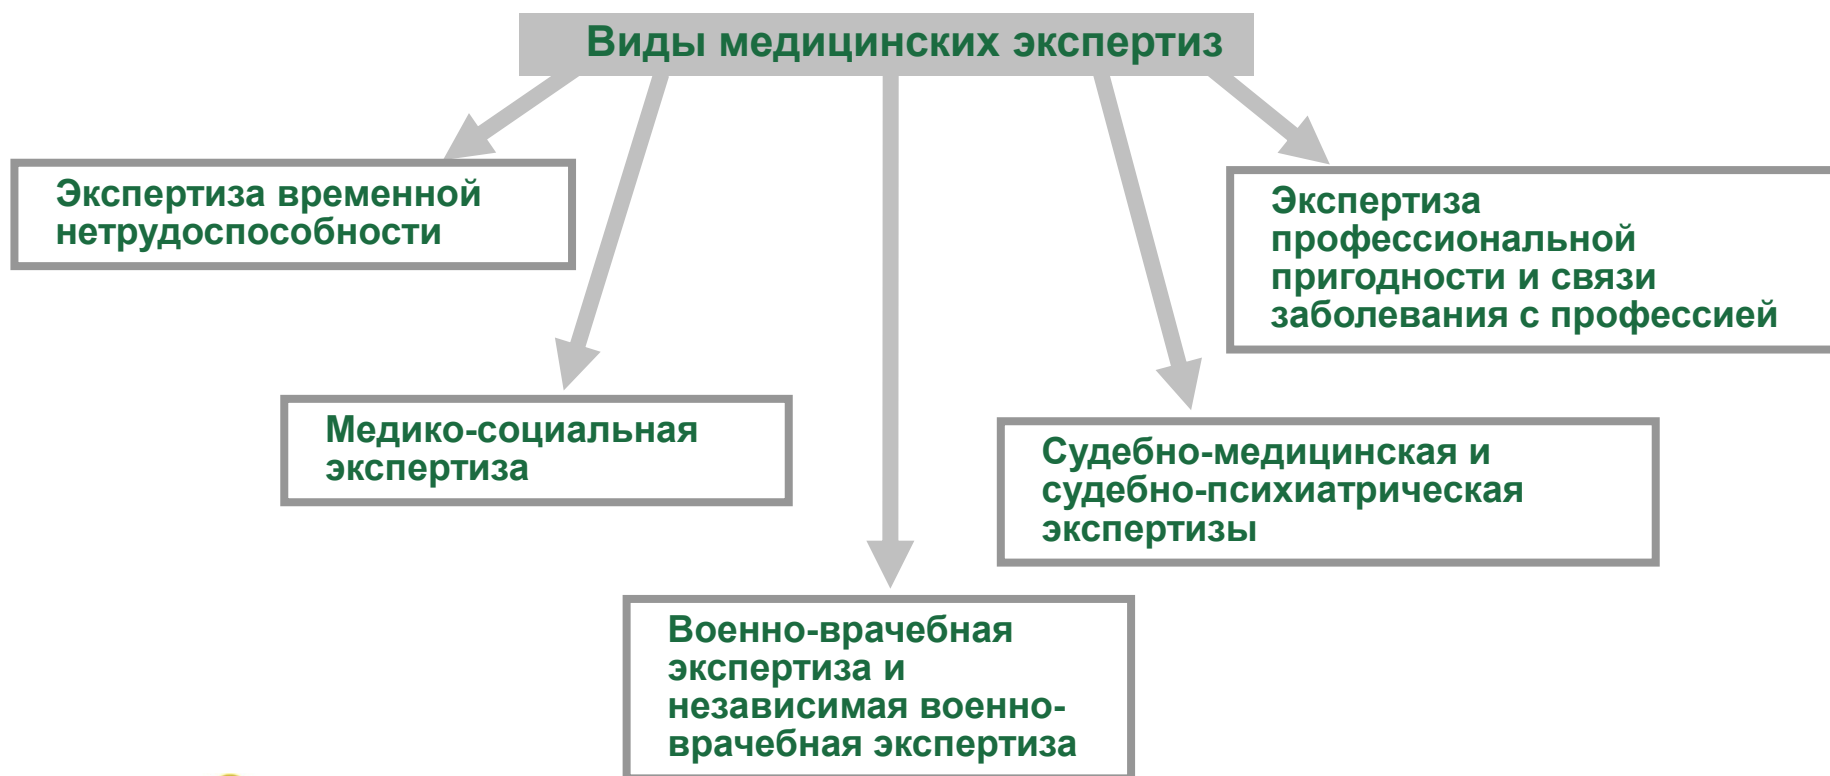 Виды медицинских экспертиз
Экспертиза временной
нетрудоспособности
Экспертиза
профессиональной
пригодности и связи
заболевания с профессией
Медико-социальная
экспертиза
Судебно-медицинская и
судебно-психиатрическая
экспертизы
Военно-врачебная
экспертиза и
независимая военно-
врачебная экспертиза